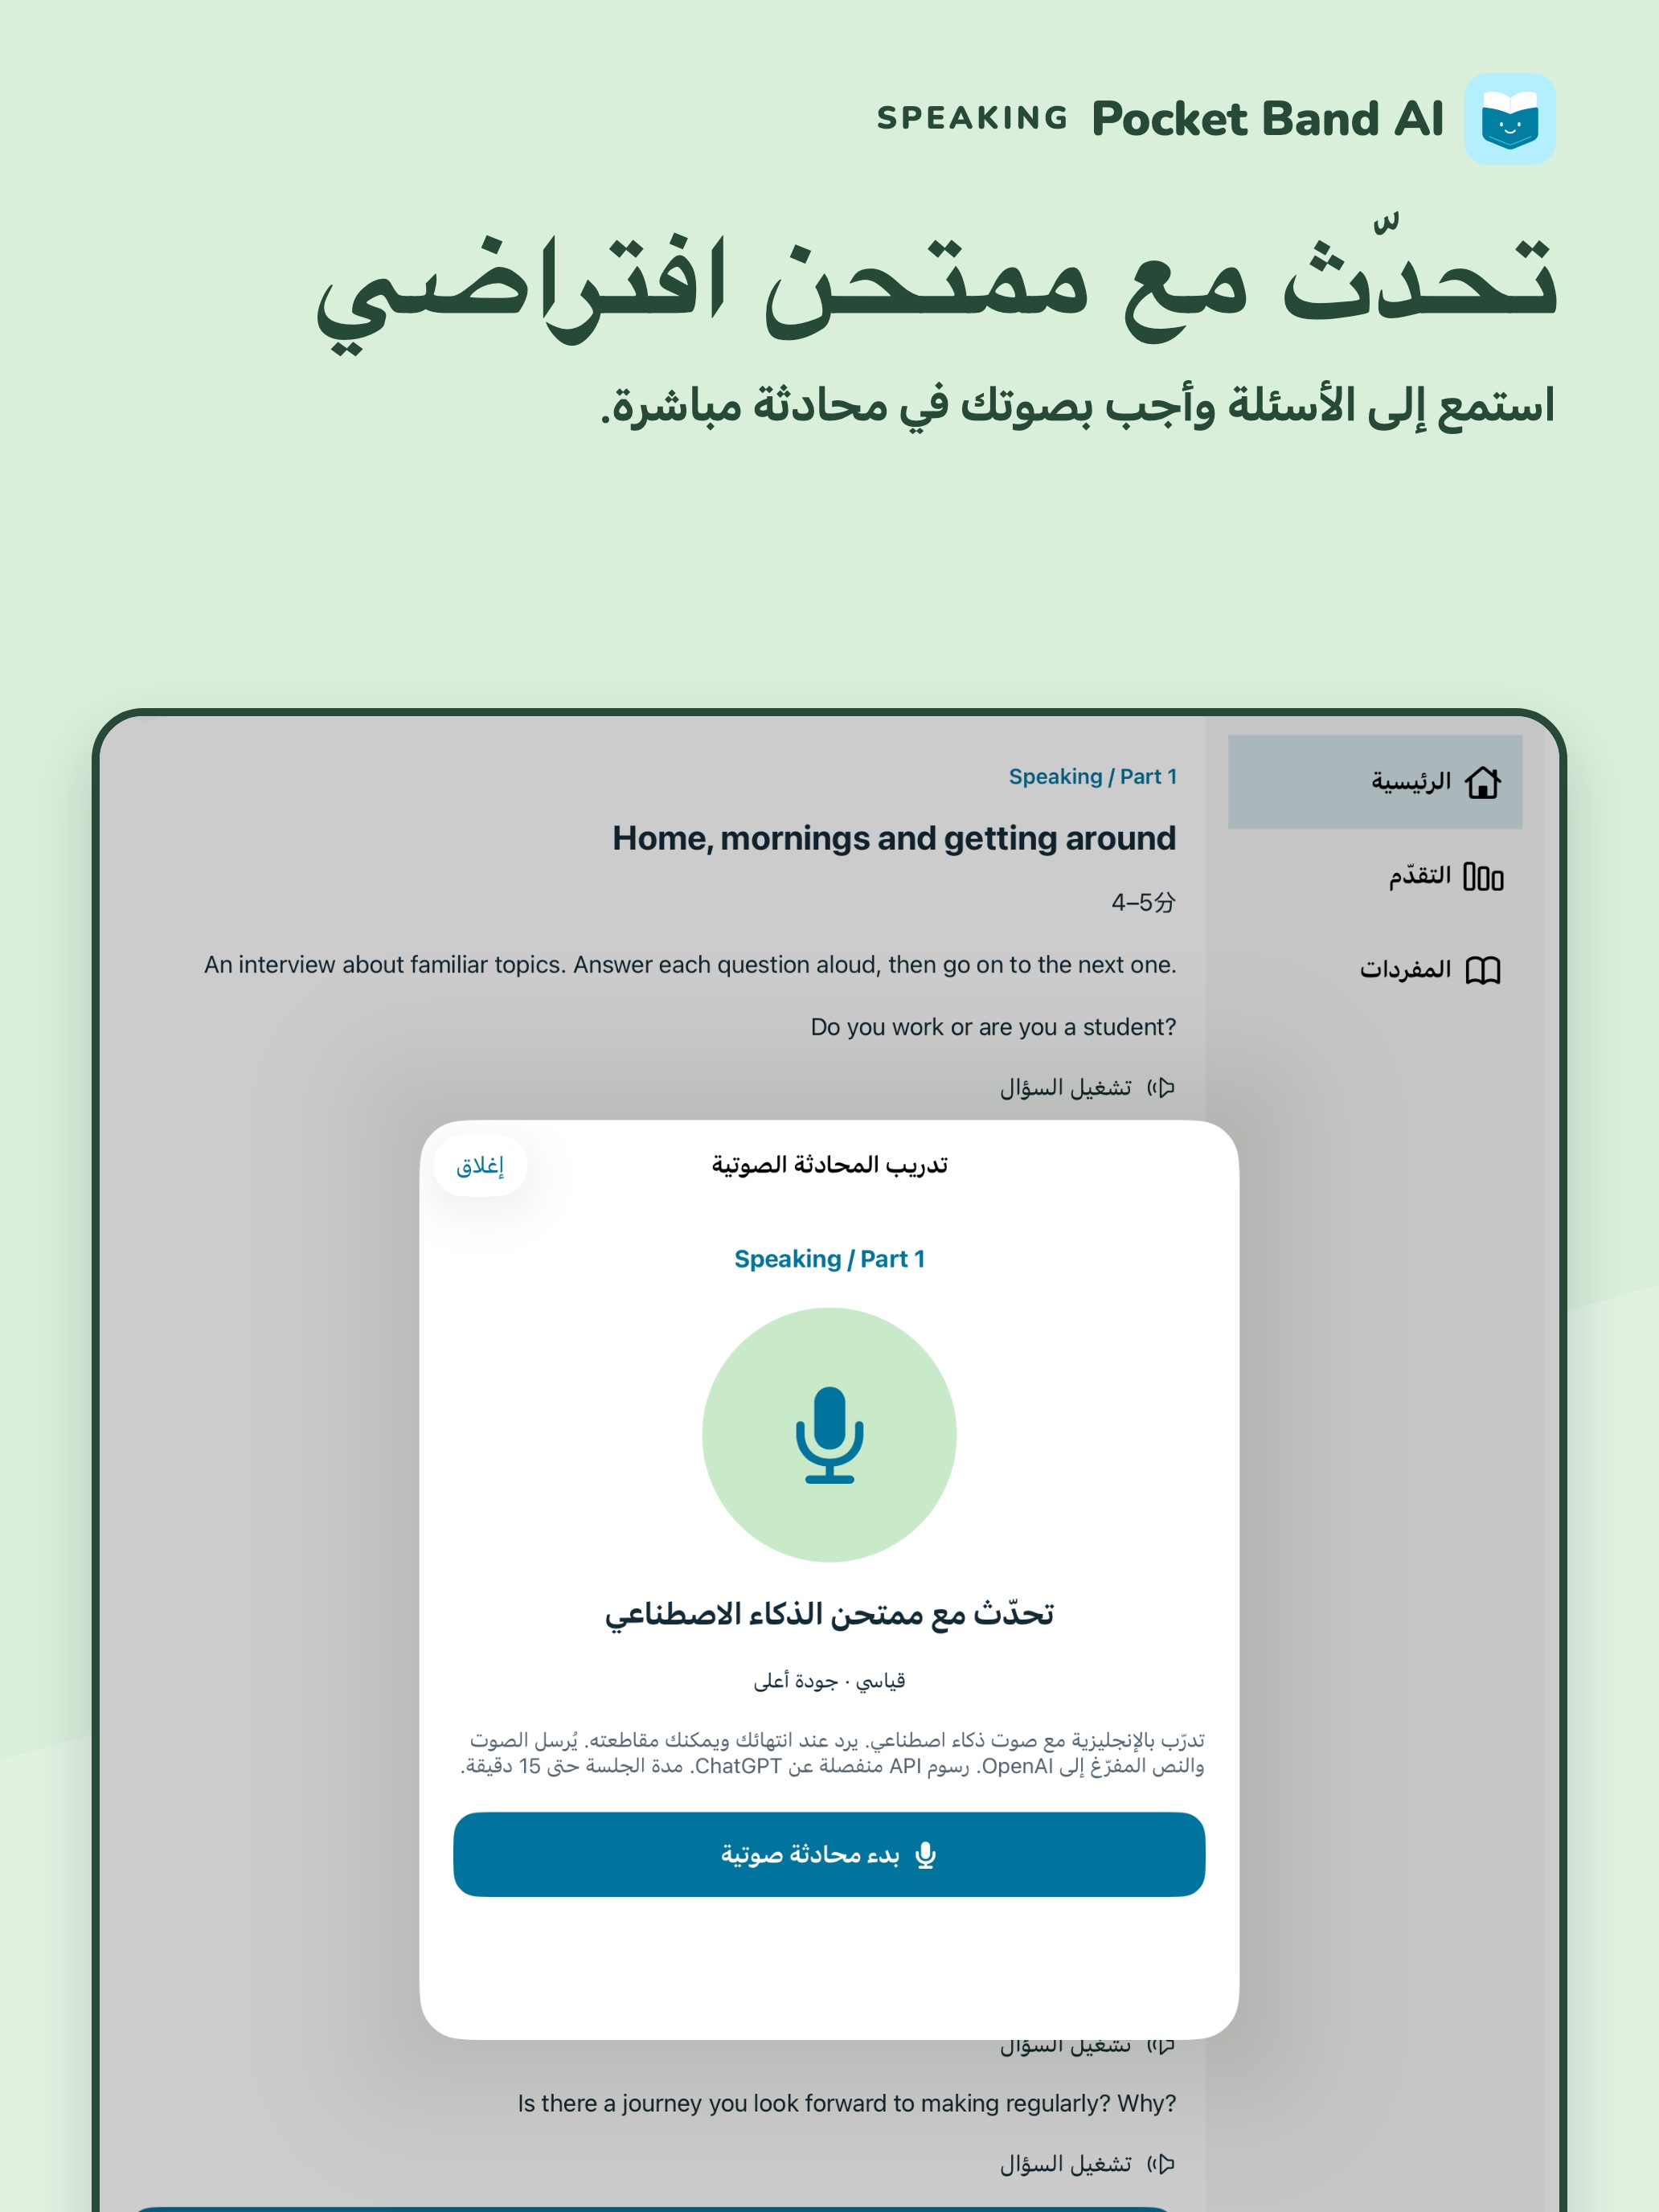 Pocket Band AI SPEAKING
تحدّث مع ممتحن افتراضي
استمع إلى الأسئلة وأجب بصوتك في محادثة مباشرة.
الرئيسية
التقدّم
المفردات
Speaking / Part 1
Home, mornings and getting around
4–5分
An interview about familiar topics. Answer each question aloud, then go on to the next one.
Do you work or are you a student?
تشغيل السؤال
تدريب المحادثة الصوتية
إغلاق
Speaking / Part 1
تحدّث مع ممتحن الذكاء الاصطناعي
قياسي · جودة أعلى
تدرّب بالإنجليزية مع صوت ذكاء اصطناعي. يرد عند انتهائك ويمكنك مقاطعته. يُرسل الصوت
والنص المفرّغ إلى OpenAI. رسوم API منفصلة عن ChatGPT. مدة الجلسة حتى 15 دقيقة.
بدء محادثة صوتية
تشغيل السؤال
Is there a journey you look forward to making regularly? Why?
تشغيل السؤال